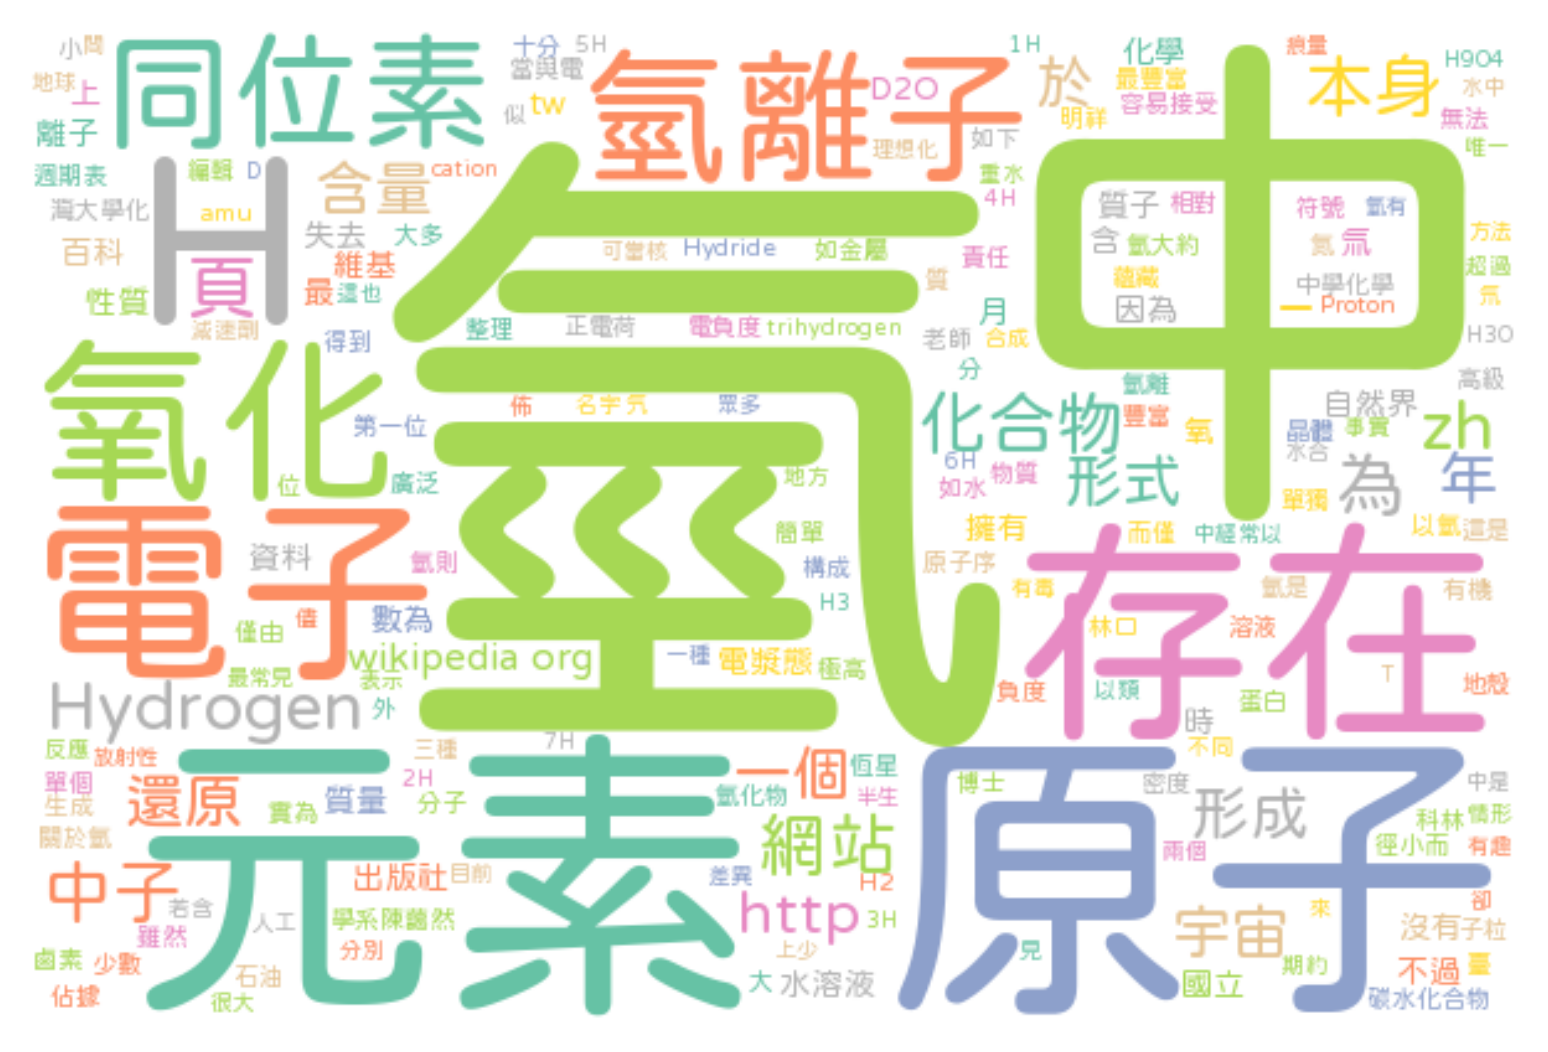 小
問
同位素
十分
5H
當與電
氫離子
1H
於
化學
痕量
本身
H9O4
地球
上
似
tw
D2O
最豐富
容易接受
明祥
水中
無法
離子
理想化
如下
中
唯一
週期表
編輯
D
含量
cation
重水
4H
H
灣大學化
amu
失去
大多
質子
相對
符號
氫有
百科
維基
可當核
Hydride
如金屬
責任
含
氫大約
氦
氚
方法
頁
最
這也
質
蘊藏
中學化學
超過
性質
月
因為
Proton
氘
減速劑
得到
整理
正電荷
電負度
trihydrogen
老師
合成
H3O
氫
分
氫離
高級
氧化
佈
名字
氕
眾多
化合物
豐富
氧
自然界
第一位
晶體
事實
zh
6H
水合
位
廣泛
地方
如水
物質
形式
為
年
單獨
電子
簡單
擁有
而僅
中經常以
以氫
這是
資料
氫則
構成
原子序
存在
有毒
氫是
有機
僅由
數為
H3
林口
溶液
wikipedia org
一種
電漿態
極高
最常見
表示
負度
以類
T
地殼
Hydrogen
外
時
蛋白
反應
放射性
三種
7H
不同
單個
2H
一個
恆星
博士
密度
中是
生成
還原
實為
質量
分子
氫化物
半生
原子
形成
科林
情形
關於氫
元素
網站
兩個
徑小而
有趣
中子
出版社
目前
差異
H2
卻
若含
http
3H
宇宙
來
雖然
人工
沒有
子粒
分別
上少
見
鹵素
少數
石油
大
水溶液
期約
不過
臺
佔據
很大
國立
碳水化合物